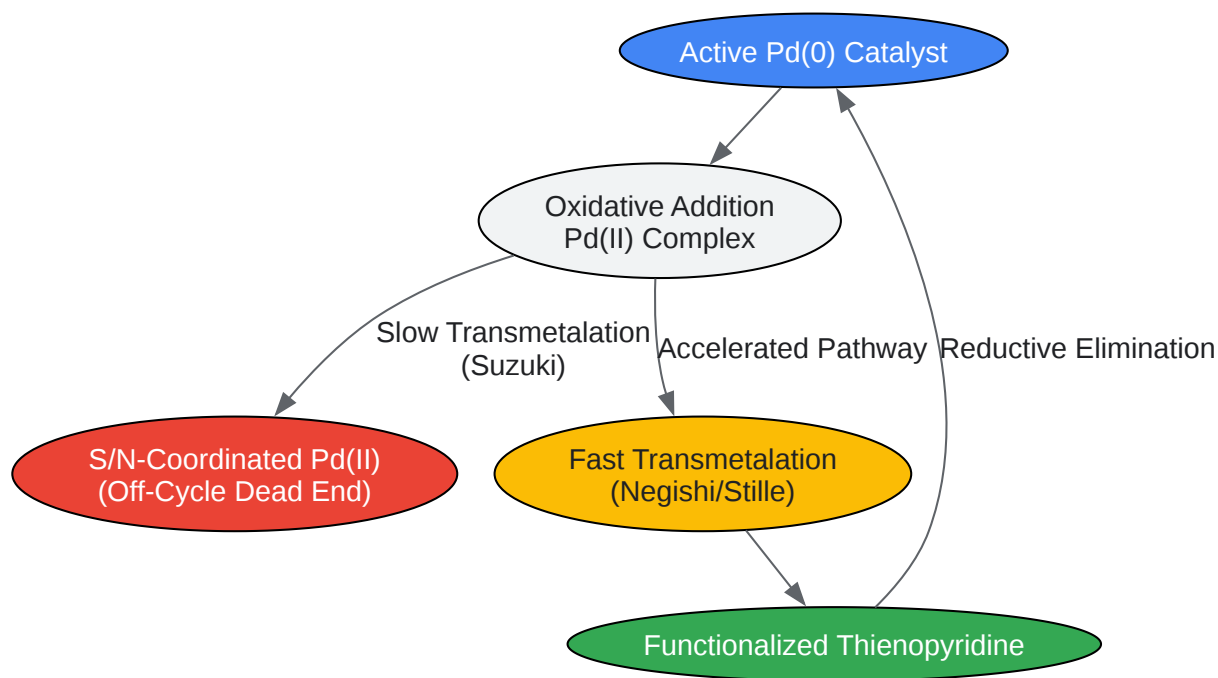 Active Pd(0) Catalyst
Oxidative Addition
Pd(II) Complex
Slow Transmetalation
(Suzuki)
Accelerated Pathway
Reductive Elimination
S/N-Coordinated Pd(II)
(Off-Cycle Dead End)
Fast Transmetalation
(Negishi/Stille)
Functionalized Thienopyridine